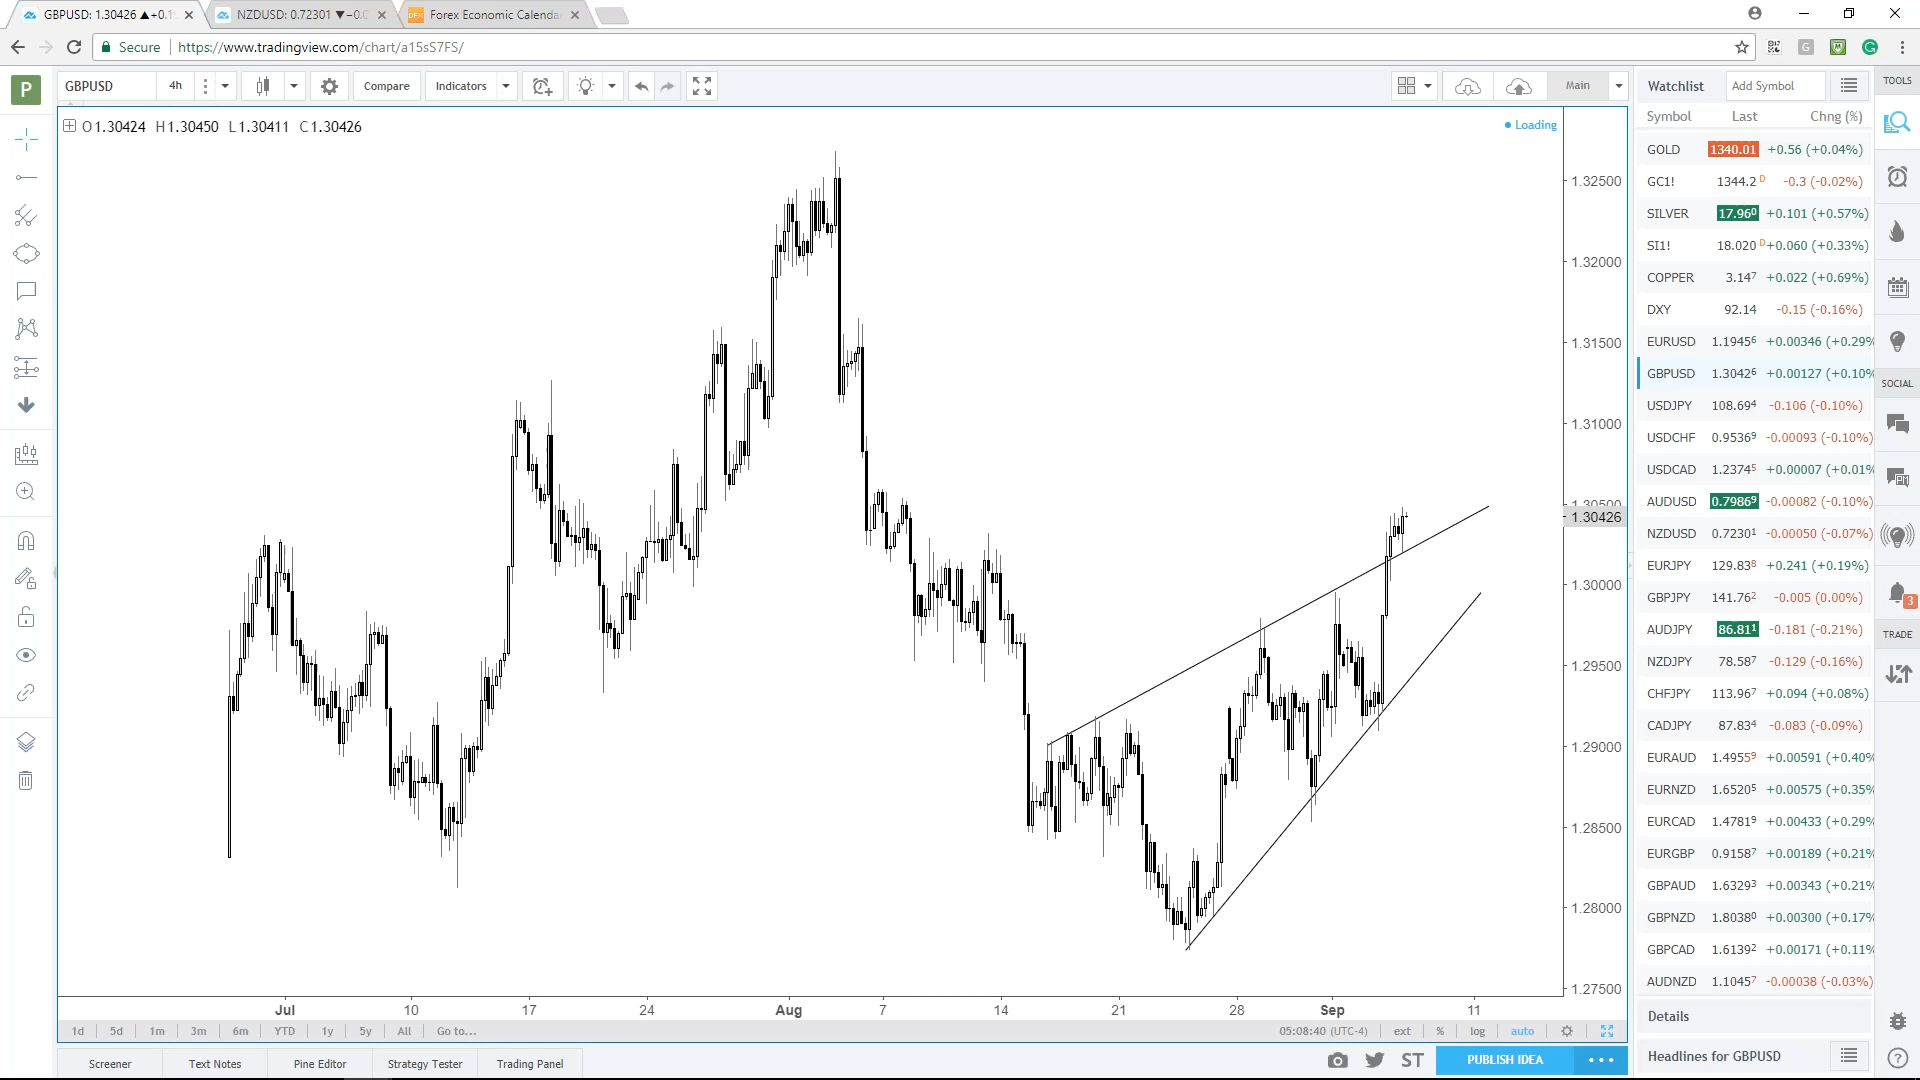 GBPUSD: 1.30426 ▲+0.1
NZDUSD: 0.72301 ▼−0.0
DFX Forex Economic Calenda
Secure | https://www.tradingview.com/chart/a15sS7FS/
P
GBPUSD 4h Compare Indicators Main
O1.30424 H1.30450 L1.30411 C1.30426
Loading
1.32500
1.32000
1.31500
1.31000
1.30500
1.30426
1.30000
1.29500
1.29000
1.28500
1.28000
1.27500
Jul 10 17 24 Aug 7 14 21 28 Sep 11
1d 5d 1m 3m 6m YTD 1y 5y All Go to... 05:08:40 (UTC-4) ext % log auto
Screener Text Notes Pine Editor Strategy Tester Trading Panel ST PUBLISH IDEA
Watchlist Add Symbol
Symbol Last Chng (%)
GOLD 1340.01 +0.56 (+0.04%)
GC1! 1344.2 D -0.3 (-0.02%)
SILVER 17.960 +0.101 (+0.57%)
SI1! 18.020 D +0.060 (+0.33%)
COPPER 3.147 +0.022 (+0.69%)
DXY 92.14 -0.15 (-0.16%)
EURUSD 1.19456 +0.00346 (+0.29%
GBPUSD 1.30426 +0.00127 (+0.10%
USDJPY 108.694 -0.106 (-0.10%)
USDCHF 0.95369 -0.00093 (-0.10%)
USDCAD 1.23745 +0.00007 (+0.01%
AUDUSD 0.79869 -0.00082 (-0.10%)
NZDUSD 0.72301 -0.00050 (-0.07%)
EURJPY 129.838 +0.241 (+0.19%)
GBPJPY 141.762 -0.005 (0.00%)
AUDJPY 86.811 -0.181 (-0.21%)
NZDJPY 78.587 -0.129 (-0.16%)
CHFJPY 113.967 +0.094 (+0.08%)
CADJPY 87.834 -0.083 (-0.09%)
EURAUD 1.49559 +0.00591 (+0.40%
EURNZD 1.65205 +0.00575 (+0.35%
EURCAD 1.47819 +0.00433 (+0.29%
EURGBP 0.91587 +0.00189 (+0.21%
GBPAUD 1.63293 +0.00343 (+0.21%
GBPNZD 1.80380 +0.00300 (+0.17%
GBPCAD 1.61392 +0.00171 (+0.11%
AUDNZD 1.10457 -0.00038 (-0.03%)
Details
Headlines for GBPUSD
TOOLS
SOCIAL
3
TRADE